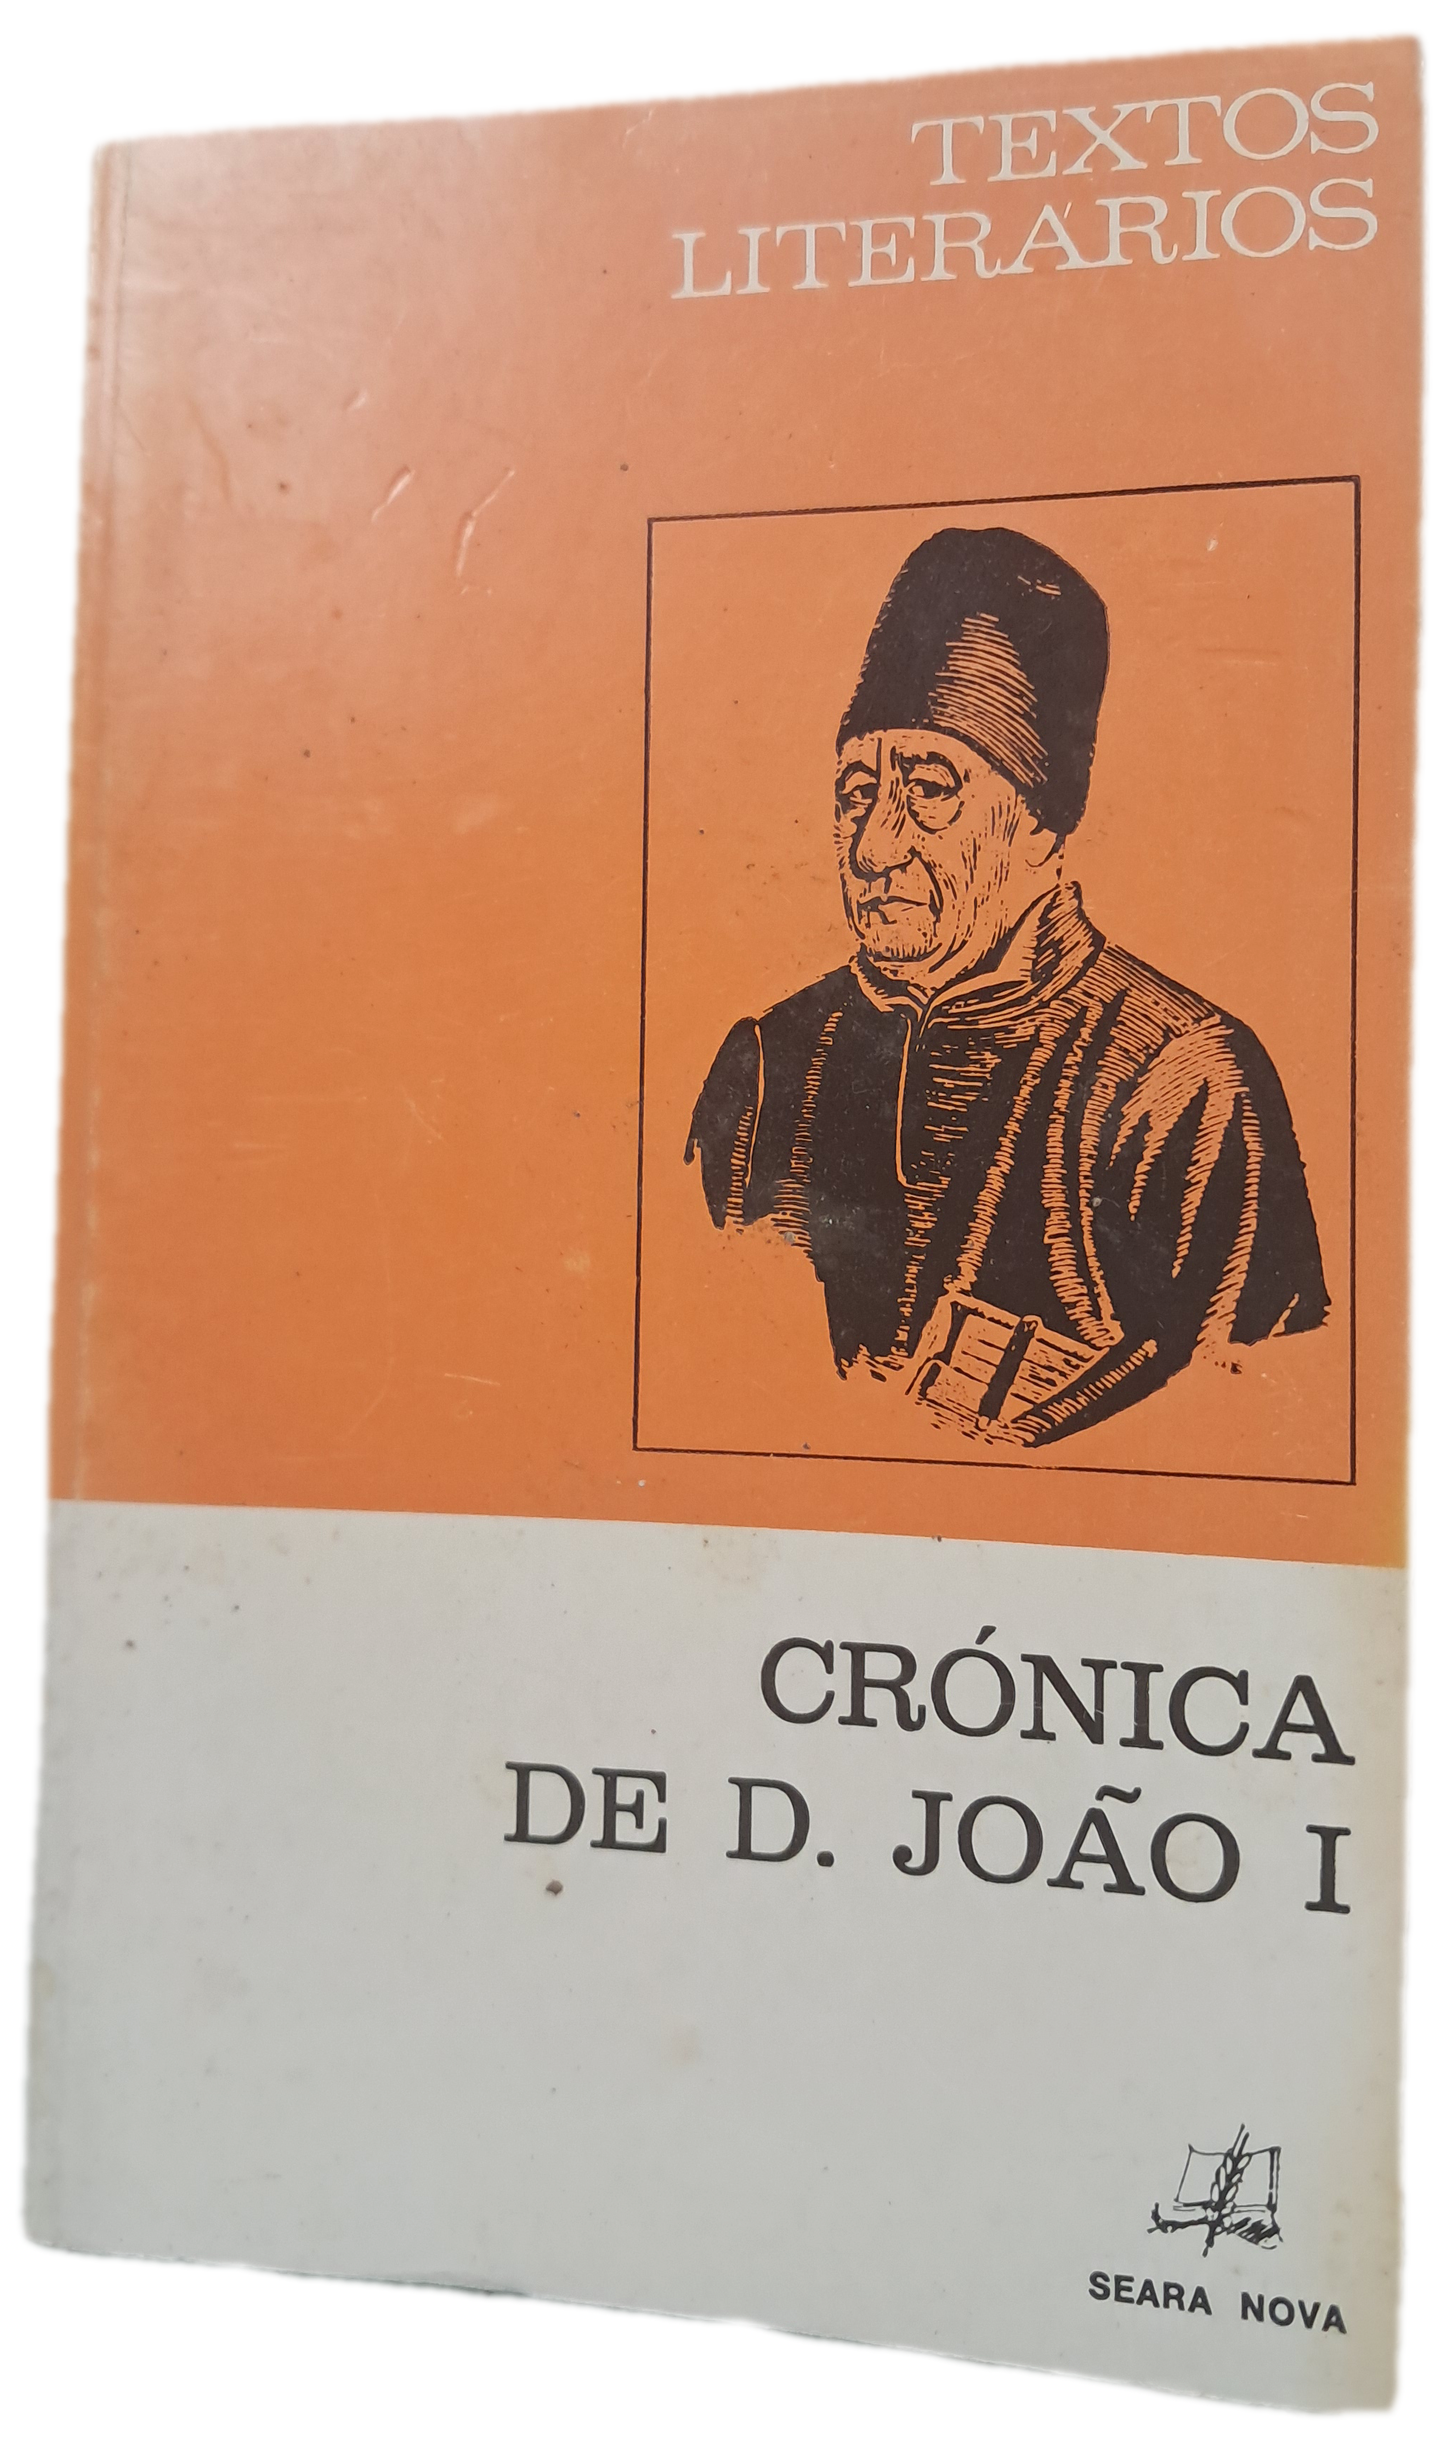 TEXTOS
LITERÁRIOS
CRÓNICA
DE D. JOÃO I
SEARA NOVA